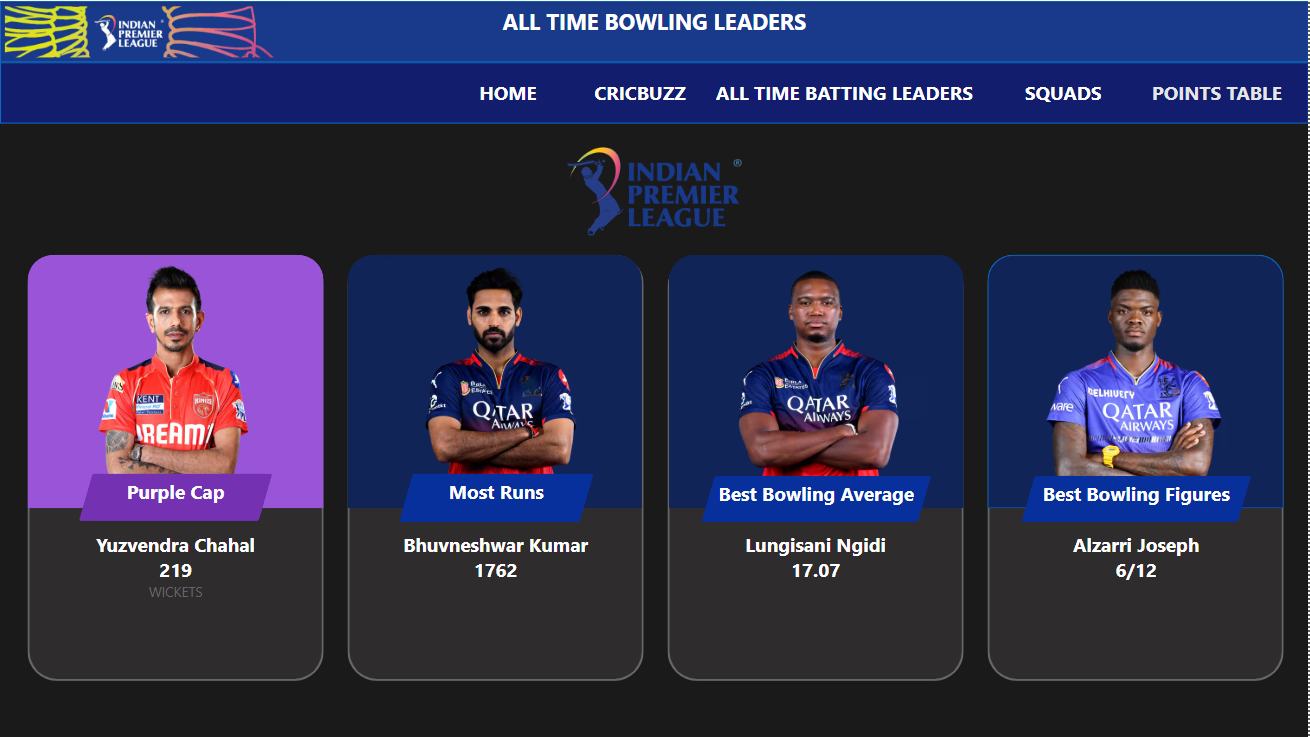 INDIAN
PREMIER
LEAGUE
ALL TIME BOWLING LEADERS
HOME CRICBUZZ ALL TIME BATTING LEADERS SQUADS POINTS TABLE
INDIAN ®
PREMIER
LEAGUE
KENT
DREAM11
Purple Cap
Yuzvendra Chahal
219
WICKETS
QATAR
AIRWAYS
Most Runs
Bhuvneshwar Kumar
1762
QATAR
AIRWAYS
Best Bowling Average
Lungisani Ngidi
17.07
DELHIVERY
QATAR
AIRWAYS
Best Bowling Figures
Alzarri Joseph
6/12